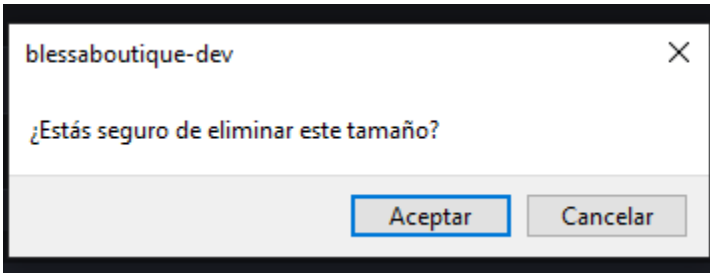 blessaboutique-dev
¿Estás seguro de eliminar este tamaño?
Aceptar Cancelar